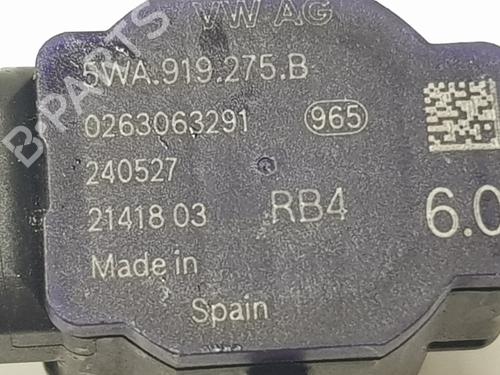 VW AG
5WA.919.275.B
0263063291 965
240527
21418 03 RB4 6.0
Made in
Spain
B-PARTS